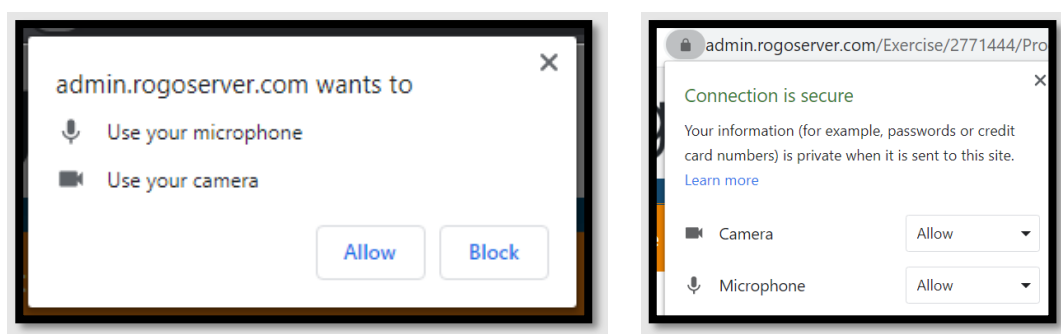 admin.rogoserver.com wants to
Use your microphone
Use your camera
Allow
Block
admin.rogoserver.com/Exercise/2771444/Pro
Connection is secure
Your information (for example, passwords or credit
card numbers) is private when it is sent to this site.
Learn more
Camera
Allow
Microphone
Allow